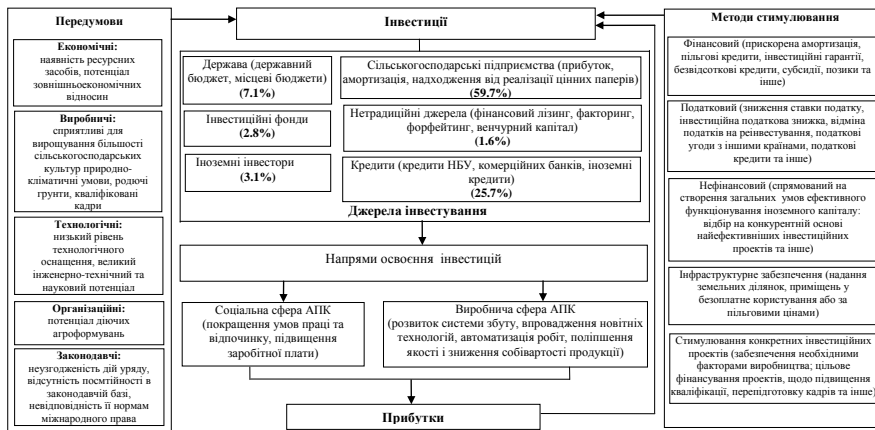 Передумови
Економічні:
наявність ресурсних
засобів, потенціал
зовнішньоекономічних
відносин
Виробничі:
сприятливі для
вирощування більшості
сільськогосподарських
культур природно-
кліматичні умови, родючі
грунти, кваліфіковані
кадри
Технологічні:
низький рівень
технологічного
оснащення, великий
інженерно-технічний та
науковий потенціал
Організаційні:
потенціал діючих
агроформувань
Законодавчі:
неузгодженість дій уряду,
відсутність посмтійності в
законодавчій базі,
невідповідність її нормам
міжнародного права
Інвестиції
Держава (державний
бюджет, місцеві бюджети)
(7.1%)
Інвестиційні фонди
(2.8%)
Іноземні інвестори
(3.1%)
Сільськогосподарські підприємства (прибуток,
амортизація, надходження від реалізації цінних паперів)
(59.7%)
Нетрадиційні джерела (фінансовий лізинг, факторинг,
форфейтинг, венчурний капітал)
(1.6%)
Кредити (кредити НБУ, комерційних банків, іноземні
кредити)
(25.7%)
Джерела інвестування
Напрями освоєння інвестицій
Соціальна сфера АПК
(покращення умов праці та
відпочинку, підвищення
заробітної плати)
Виробнича сфера АПК
(розвиток системи збуту, впровадження новітніх
технологій, автоматизація робіт, поліпшення
якості і зниження собівартості продукції)
Прибутки
Методи стимулювання
Фінансовий (прискорена амортизація,
пільгові кредити, інвестиційні гарантії,
безвідсоткові кредити, субсидії, позики та
інше)
Податковий (зниження ставки податку,
інвестиційна податкова знижка, відміна
податків на реінвестування, податкові
угоди з іншими країнами, податкові
кредити та інше)
Нефінансовий (спрямований на
створення загальних умов ефективного
функціонування іноземного капіталу:
відбір на конкурентній основі
найефективніших інвестиційних
проектів та інше)
Інфраструктурне забезпечення (надання
земельних ділянок, приміщень у
безоплатне користування або за
пільговими цінами)
Стимулювання конкретних інвестиційних
проектів (забезпечення необхідними
факторами виробництва; цільове
фінансування проектів, щодо підвищення
кваліфікації, перепідготовку кадрів та інше)